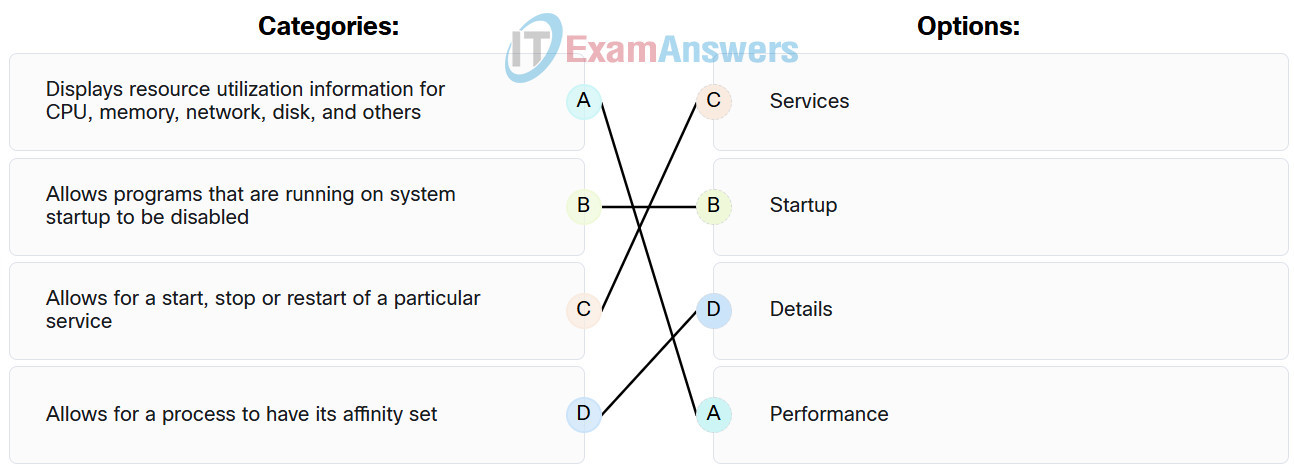 Categories:
Options:
ITExamAnswers
Displays resource utilization information for
CPU, memory, network, disk, and others
A
C
Services
Allows programs that are running on system
startup to be disabled
B
B
Startup
Allows for a start, stop or restart of a particular
service
C
D
Details
Allows for a process to have its affinity set
D
A
Performance